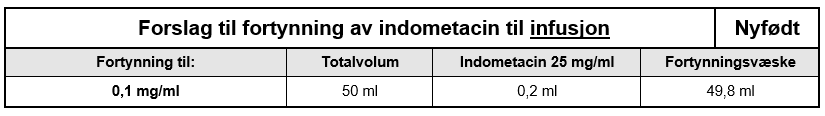 Forslag til fortynning av indometacin til infusjon Nyfødt
Fortynning til: Totalvolum Indometacin 25 mg/ml Fortynningsvæske
0,1 mg/ml 50 ml 0,2 ml 49,8 ml